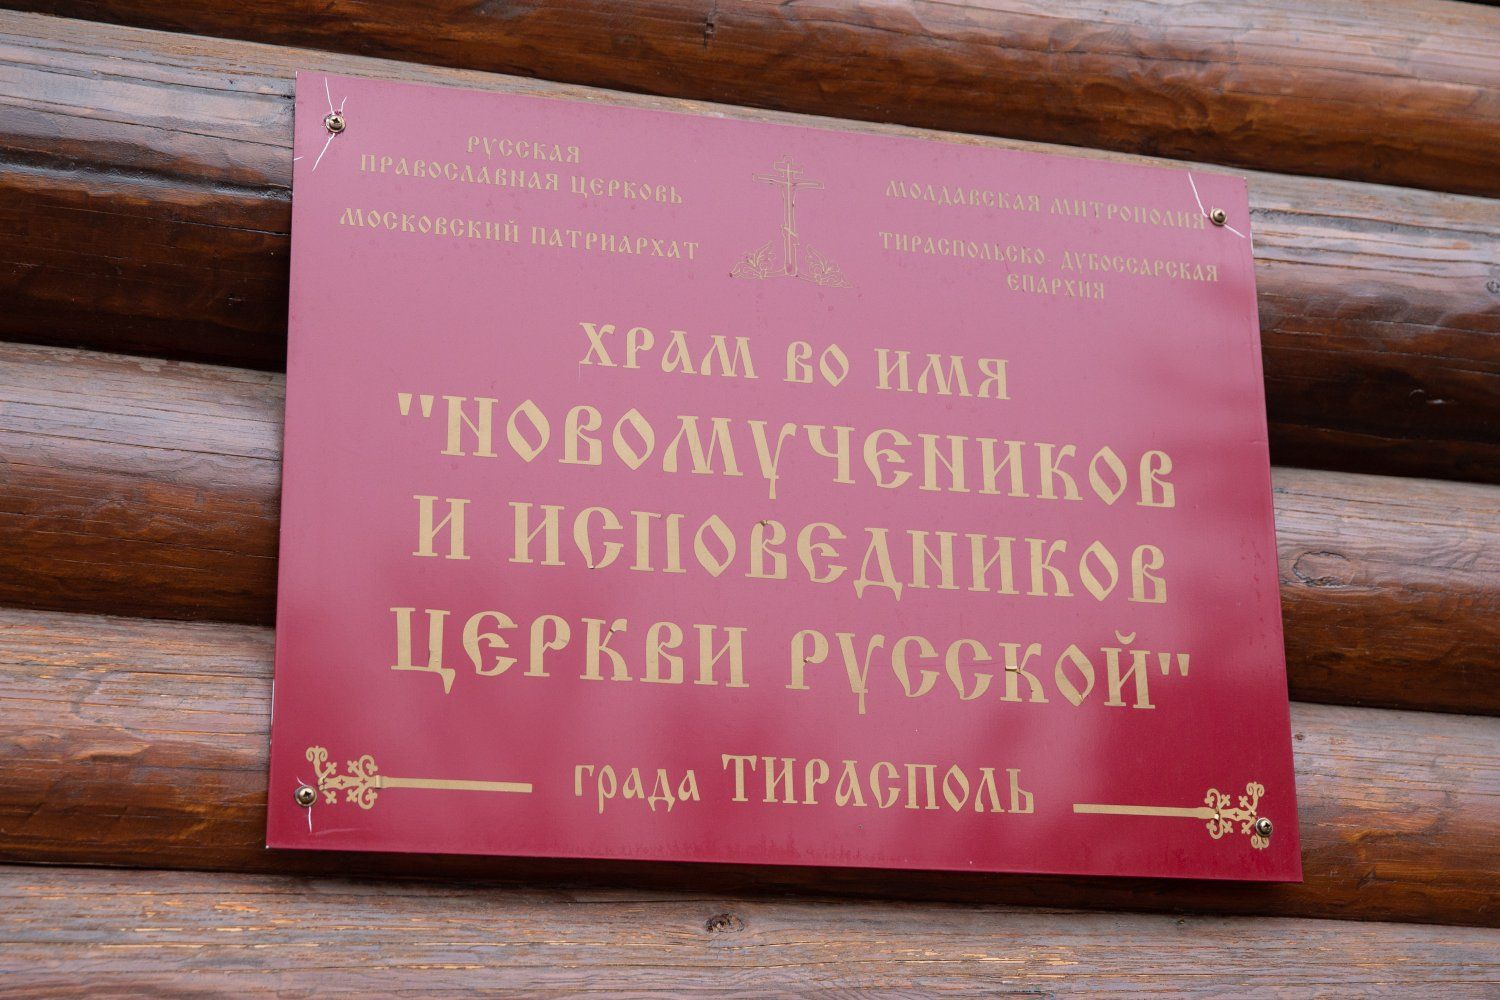 РУССКАЯ
ПРАВОСЛАВНАЯ ЦЕРКОВЬ
МОСКОВСКИЙ ПАТРИАРХАТ
МОЛДАВСКАЯ МИТРОПОЛИЯ
ТИРАСПОЛЬСКО- ДУБОССАРСКАЯ
ЕПАРХИЯ
ХРАМ ВО ИМЯ
"НОВОМУЧЕНИКОВ
И ИСПОВЕДНИКОВ
ЦЕРКВИ РУССКОЙ"
града ТИРАСПОЛЬ